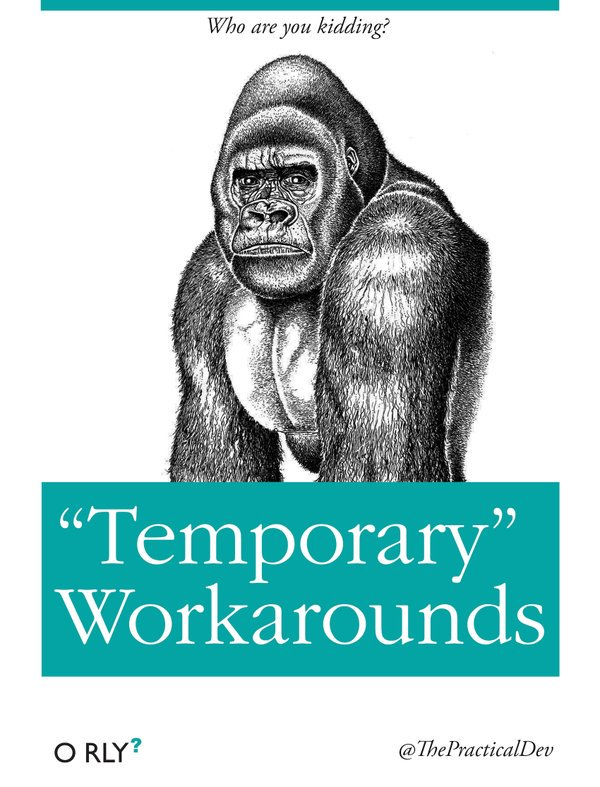 Who are you kidding?
“Temporary”
Workarounds
O RLY?
@ThePracticalDev